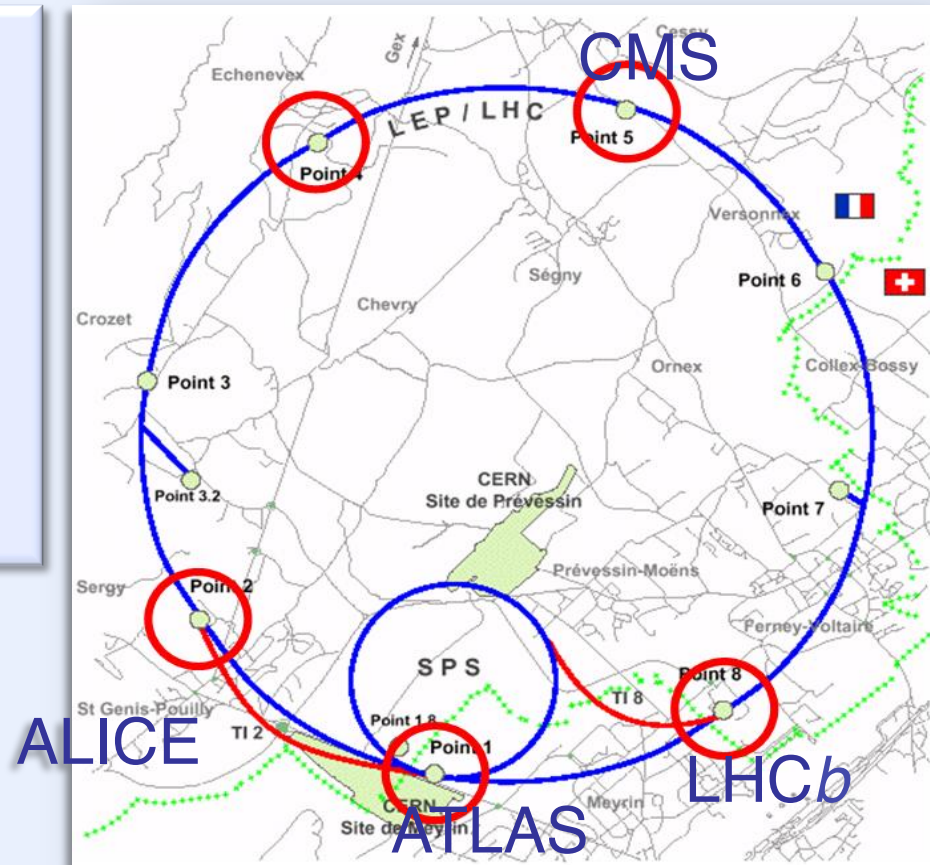 CMS
Cessy
Gex
Echenevex
LEP / LHC
Point 5
Point 4
Versonnex
Point 6
Ségny
Chevry
Crozet
Ornex
Collex-Bossy
Point 3
CERN
Site de Prévessin
Point 3.2
Point 7
Prévessin-Moëns
Sergy
Point 2
Ferney-Voltaire
SPS
Point 8
TI 8
St Genis-Pouilly
Point 1.8
TI 2
Point 1
ALICE
LHCb
Meyrin
CERN
Site de Meyrin
ATLAS